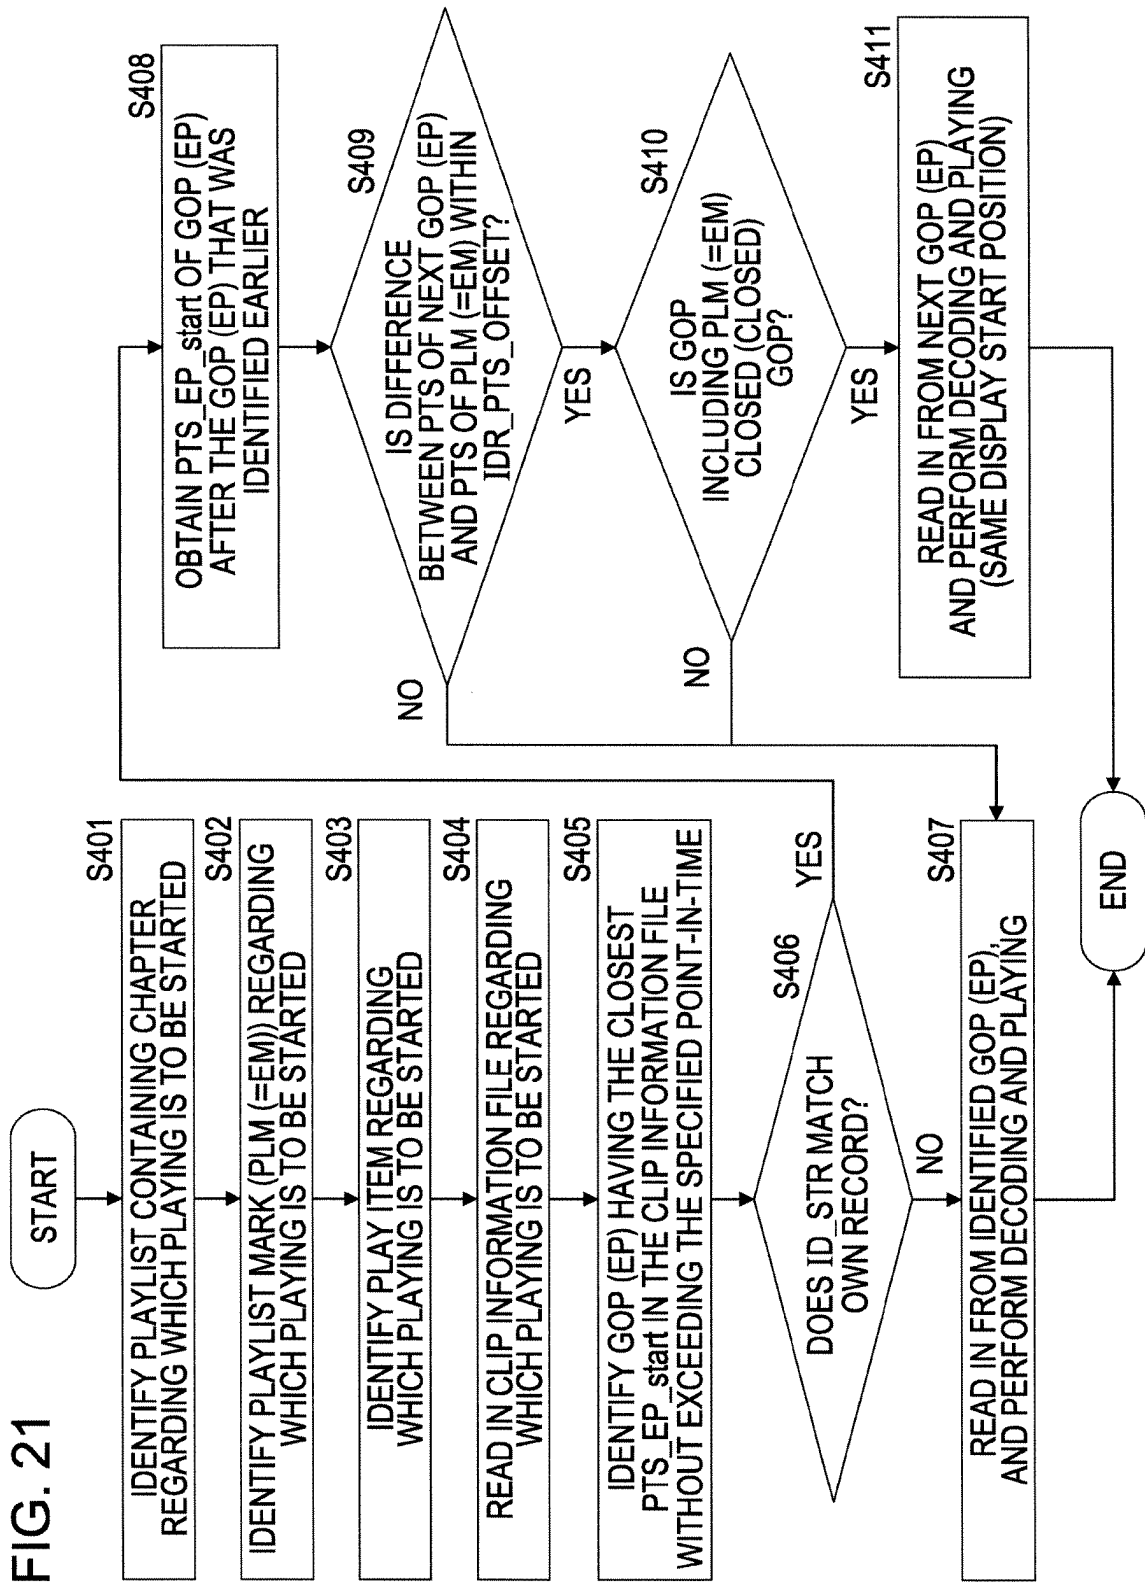 FIG. 21
START
S401
IDENTIFY PLAYLIST CONTAINING CHAPTER
REGARDING WHICH PLAYING IS TO BE STARTED
S402
IDENTIFY PLAYLIST MARK (PLM (=EM)) REGARDING
WHICH PLAYING IS TO BE STARTED
S403
IDENTIFY PLAY ITEM REGARDING
WHICH PLAYING IS TO BE STARTED
S404
READ IN CLIP INFORMATION FILE REGARDING
WHICH PLAYING IS TO BE STARTED
S405
IDENTIFY GOP (EP) HAVING THE CLOSEST
PTS_EP_start IN THE CLIP INFORMATION FILE
WITHOUT EXCEEDING THE SPECIFIED POINT-IN-TIME
S406
DOES ID_STR MATCH
OWN RECORD?
YES
NO
S407
READ IN FROM IDENTIFIED GOP (EP),
AND PERFORM DECODING AND PLAYING
END
S408
OBTAIN PTS_EP_start OF GOP (EP)
AFTER THE GOP (EP) THAT WAS
IDENTIFIED EARLIER
S409
IS DIFFERENCE
BETWEEN PTS OF NEXT GOP (EP)
AND PTS OF PLM (=EM) WITHIN
IDR_PTS_OFFSET?
NO
YES
S410
IS GOP
INCLUDING PLM (=EM)
CLOSED (CLOSED)
GOP?
NO
YES
S411
READ IN FROM NEXT GOP (EP)
AND PERFORM DECODING AND PLAYING
(SAME DISPLAY START POSITION)